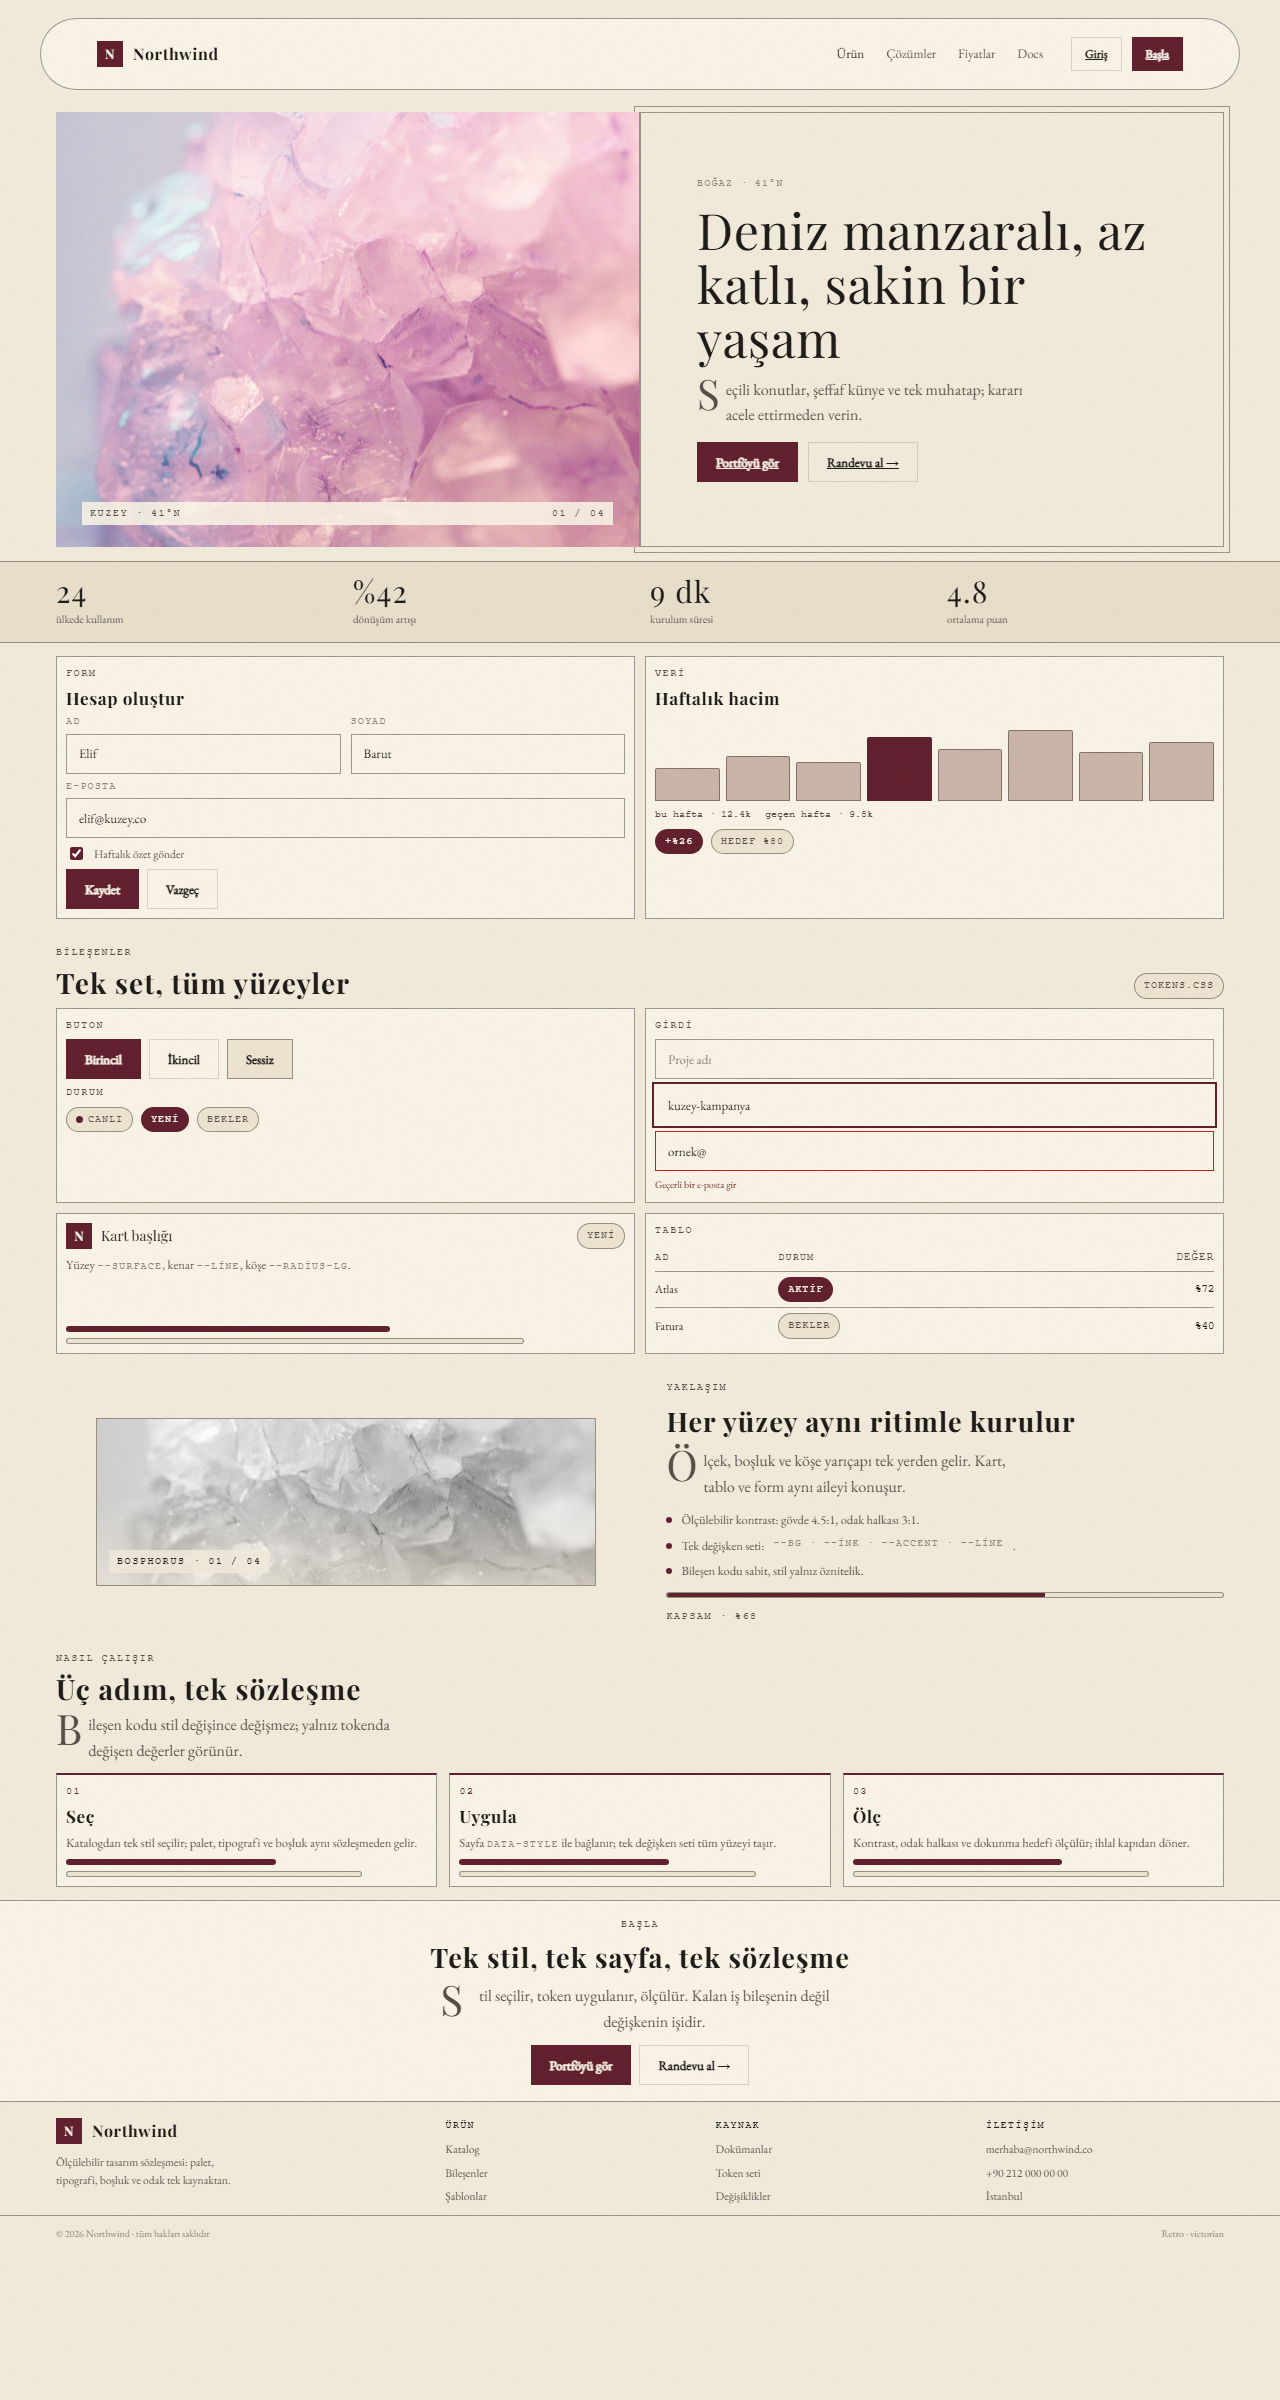 N Northwind
Ürün Çözümler Fiyatlar Docs Giriş Başla
BOĞAZ · 41°N
Deniz manzaralı, az
katlı, sakin bir
yaşam
Seçili konutlar, şeffaf künye ve tek muhatap; kararı
acele ettirmeden verin.
Portföyü gör Randevu al →
KUZEY · 41°N 01 / 04
24 %42 9 dk 4.8
ülkede kullanım dönüşüm artışı kurulum süresi ortalama puan
FORM
Hesap oluştur
AD SOYAD
Elif Barut
E-POSTA
elif@kuzey.co
Haftalık özet gönder
Kaydet Vazgeç
VERİ
Haftalık hacim
bu hafta · 12.4k geçen hafta · 9.8k
+%26 HEDEF %80
BİLEŞENLER
Tek set, tüm yüzeyler
TOKENS.CSS
BUTON
Birincil İkincil Sessiz
DURUM
CANLI YENİ BEKLER
GİRDİ
Proje adı
kuzey-kampanya
ornek@
Geçerli bir e-posta gir
N Kart başlığı YENİ
Yüzey --SURFACE, kenar --LİNE, köşe --RADİUS-LG.
TABLO
AD DURUM DEĞER
Atlas AKTİF %72
Fatura BEKLER %40
BOSPHORUS · 01 / 04
YAKLAŞIM
Her yüzey aynı ritimle kurulur
Ölçek, boşluk ve köşe yarıçapı tek yerden gelir. Kart,
tablo ve form aynı aileyi konuşur.
Ölçülebilir kontrast: gövde 4.5:1, odak halkası 3:1.
Tek değişken seti: --BG · --İNK · --ACCENT · --LİNE .
Bileşen kodu sabit, stil yalnız öznitelik.
KAPSAM · %68
NASIL ÇALIŞIR
Üç adım, tek sözleşme
Bileşen kodu stil değişince değişmez; yalnız tokenda
değişen değerler görünür.
01
Seç
Katalogdan tek stil seçilir; palet, tipografi ve boşluk aynı sözleşmeden gelir.
02
Uygula
Sayfa DATA-STYLE ile bağlanır; tek değişken seti tüm yüzeyi taşır.
03
Ölç
Kontrast, odak halkası ve dokunma hedefi ölçülür; ihlal kapıdan döner.
BAŞLA
Tek stil, tek sayfa, tek sözleşme
Stil seçilir, token uygulanır, ölçülür. Kalan iş bileşenin değil
değişkenin işidir.
Portföyü gör Randevu al →
N Northwind
Ölçülebilir tasarım sözleşmesi: palet,
tipografi, boşluk ve odak tek kaynaktan.
ÜRÜN
Katalog
Bileşenler
Şablonlar
KAYNAK
Dokümanlar
Token seti
Değişiklikler
İLETİŞİM
merhaba@northwind.co
+90 212 000 00 00
İstanbul
© 2026 Northwind · tüm hakları saklıdır Retro · victorian